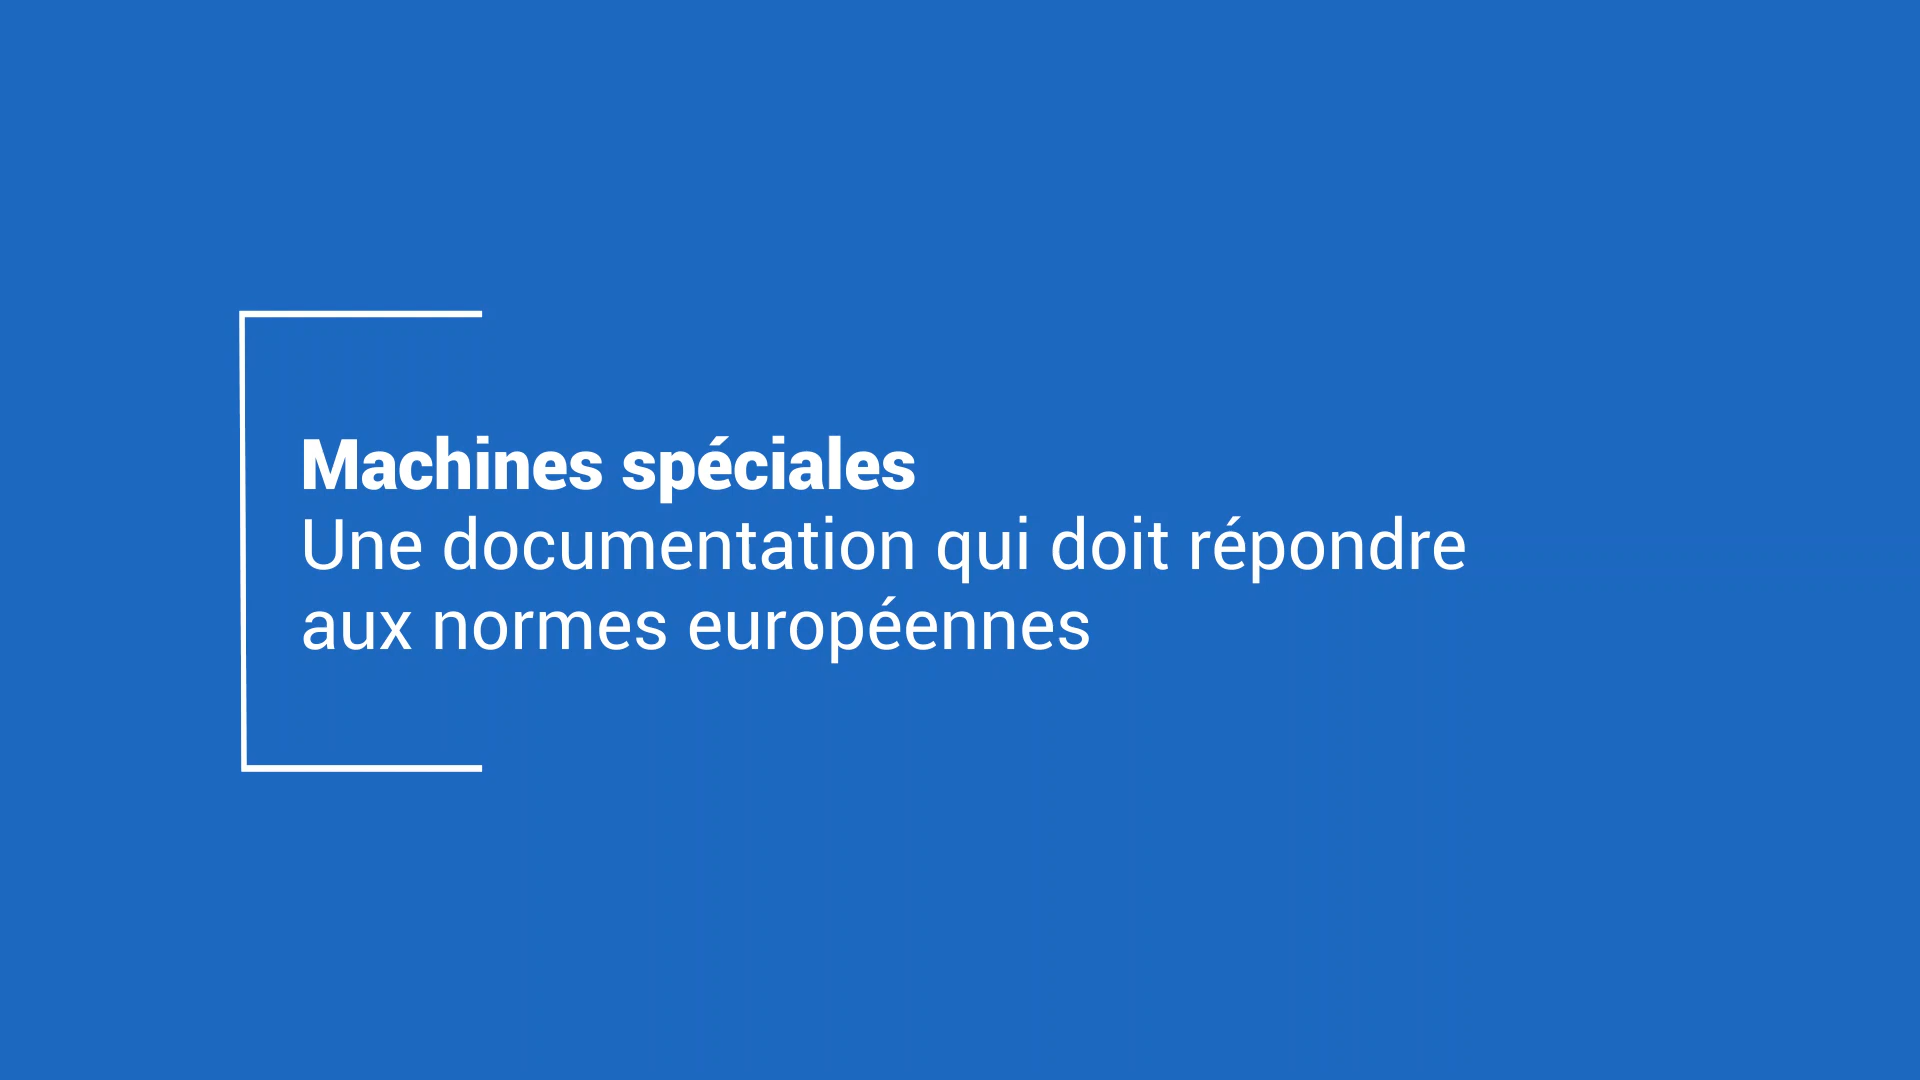 Machines spéciales
Une documentation qui doit répondre
aux normes européennes